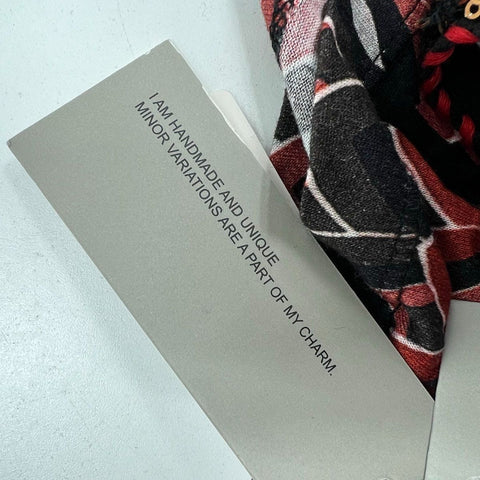 I AM HANDMADE AND UNIQUE
MINOR VARIATIONS ARE A PART OF MY CHARM.